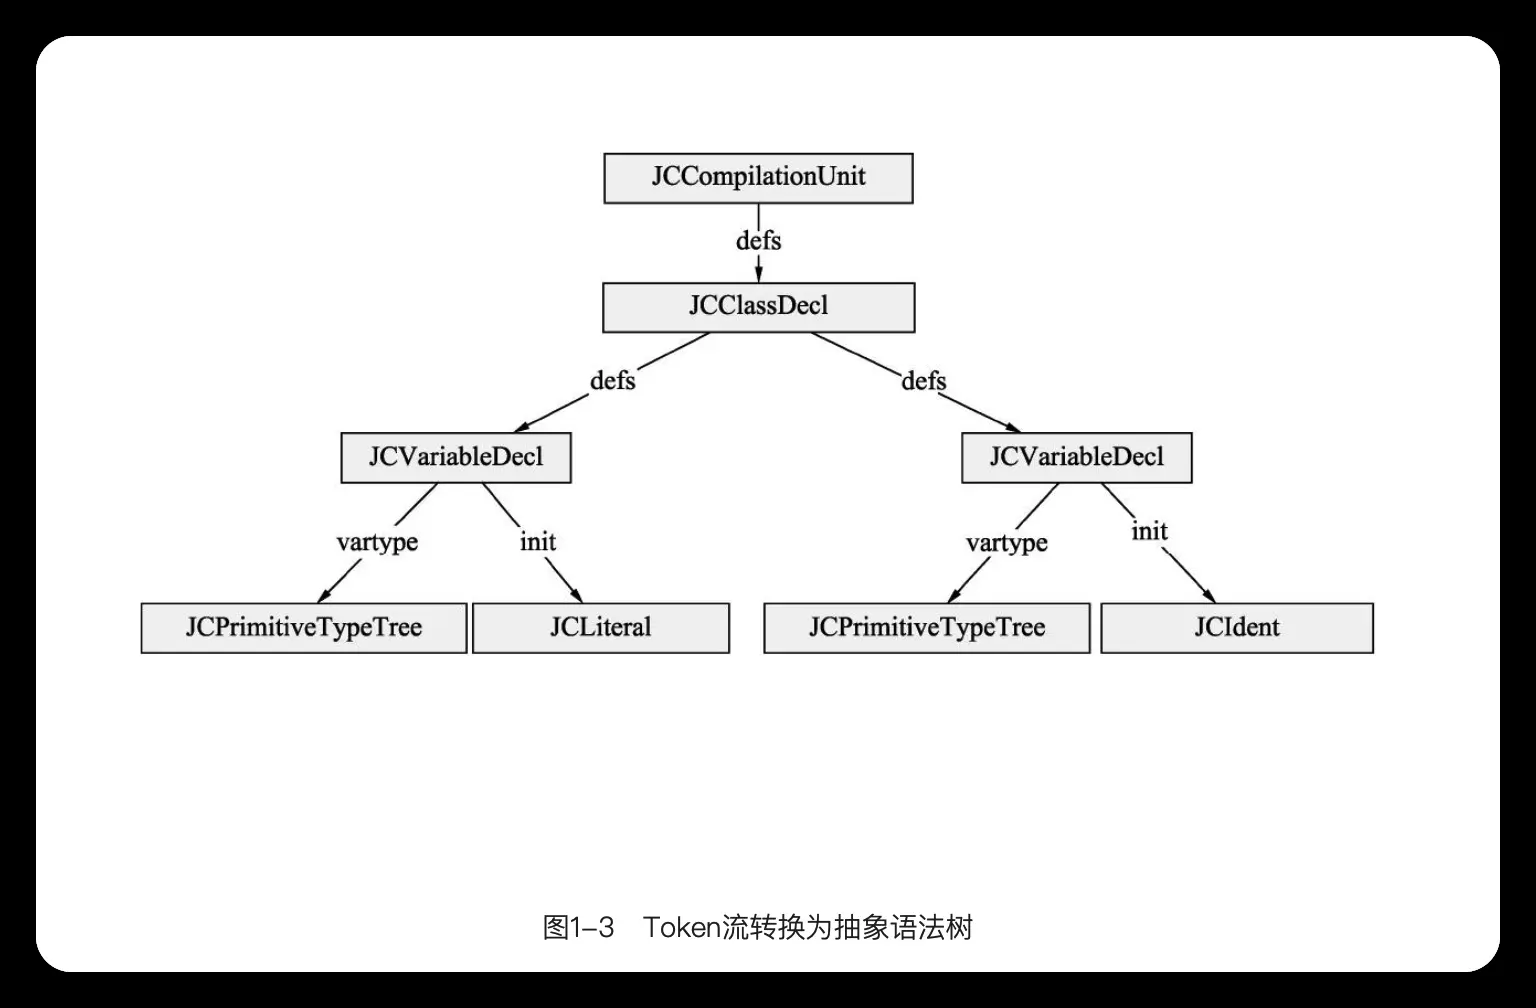 JCCompilationUnit
defs
JCClassDecl
defs defs
JCVariableDecl JCVariableDecl
vartype init vartype init
JCPrimitiveTypeTree JCLiteral JCPrimitiveTypeTree JCIdent
图1–3 Token流转换为抽象语法树